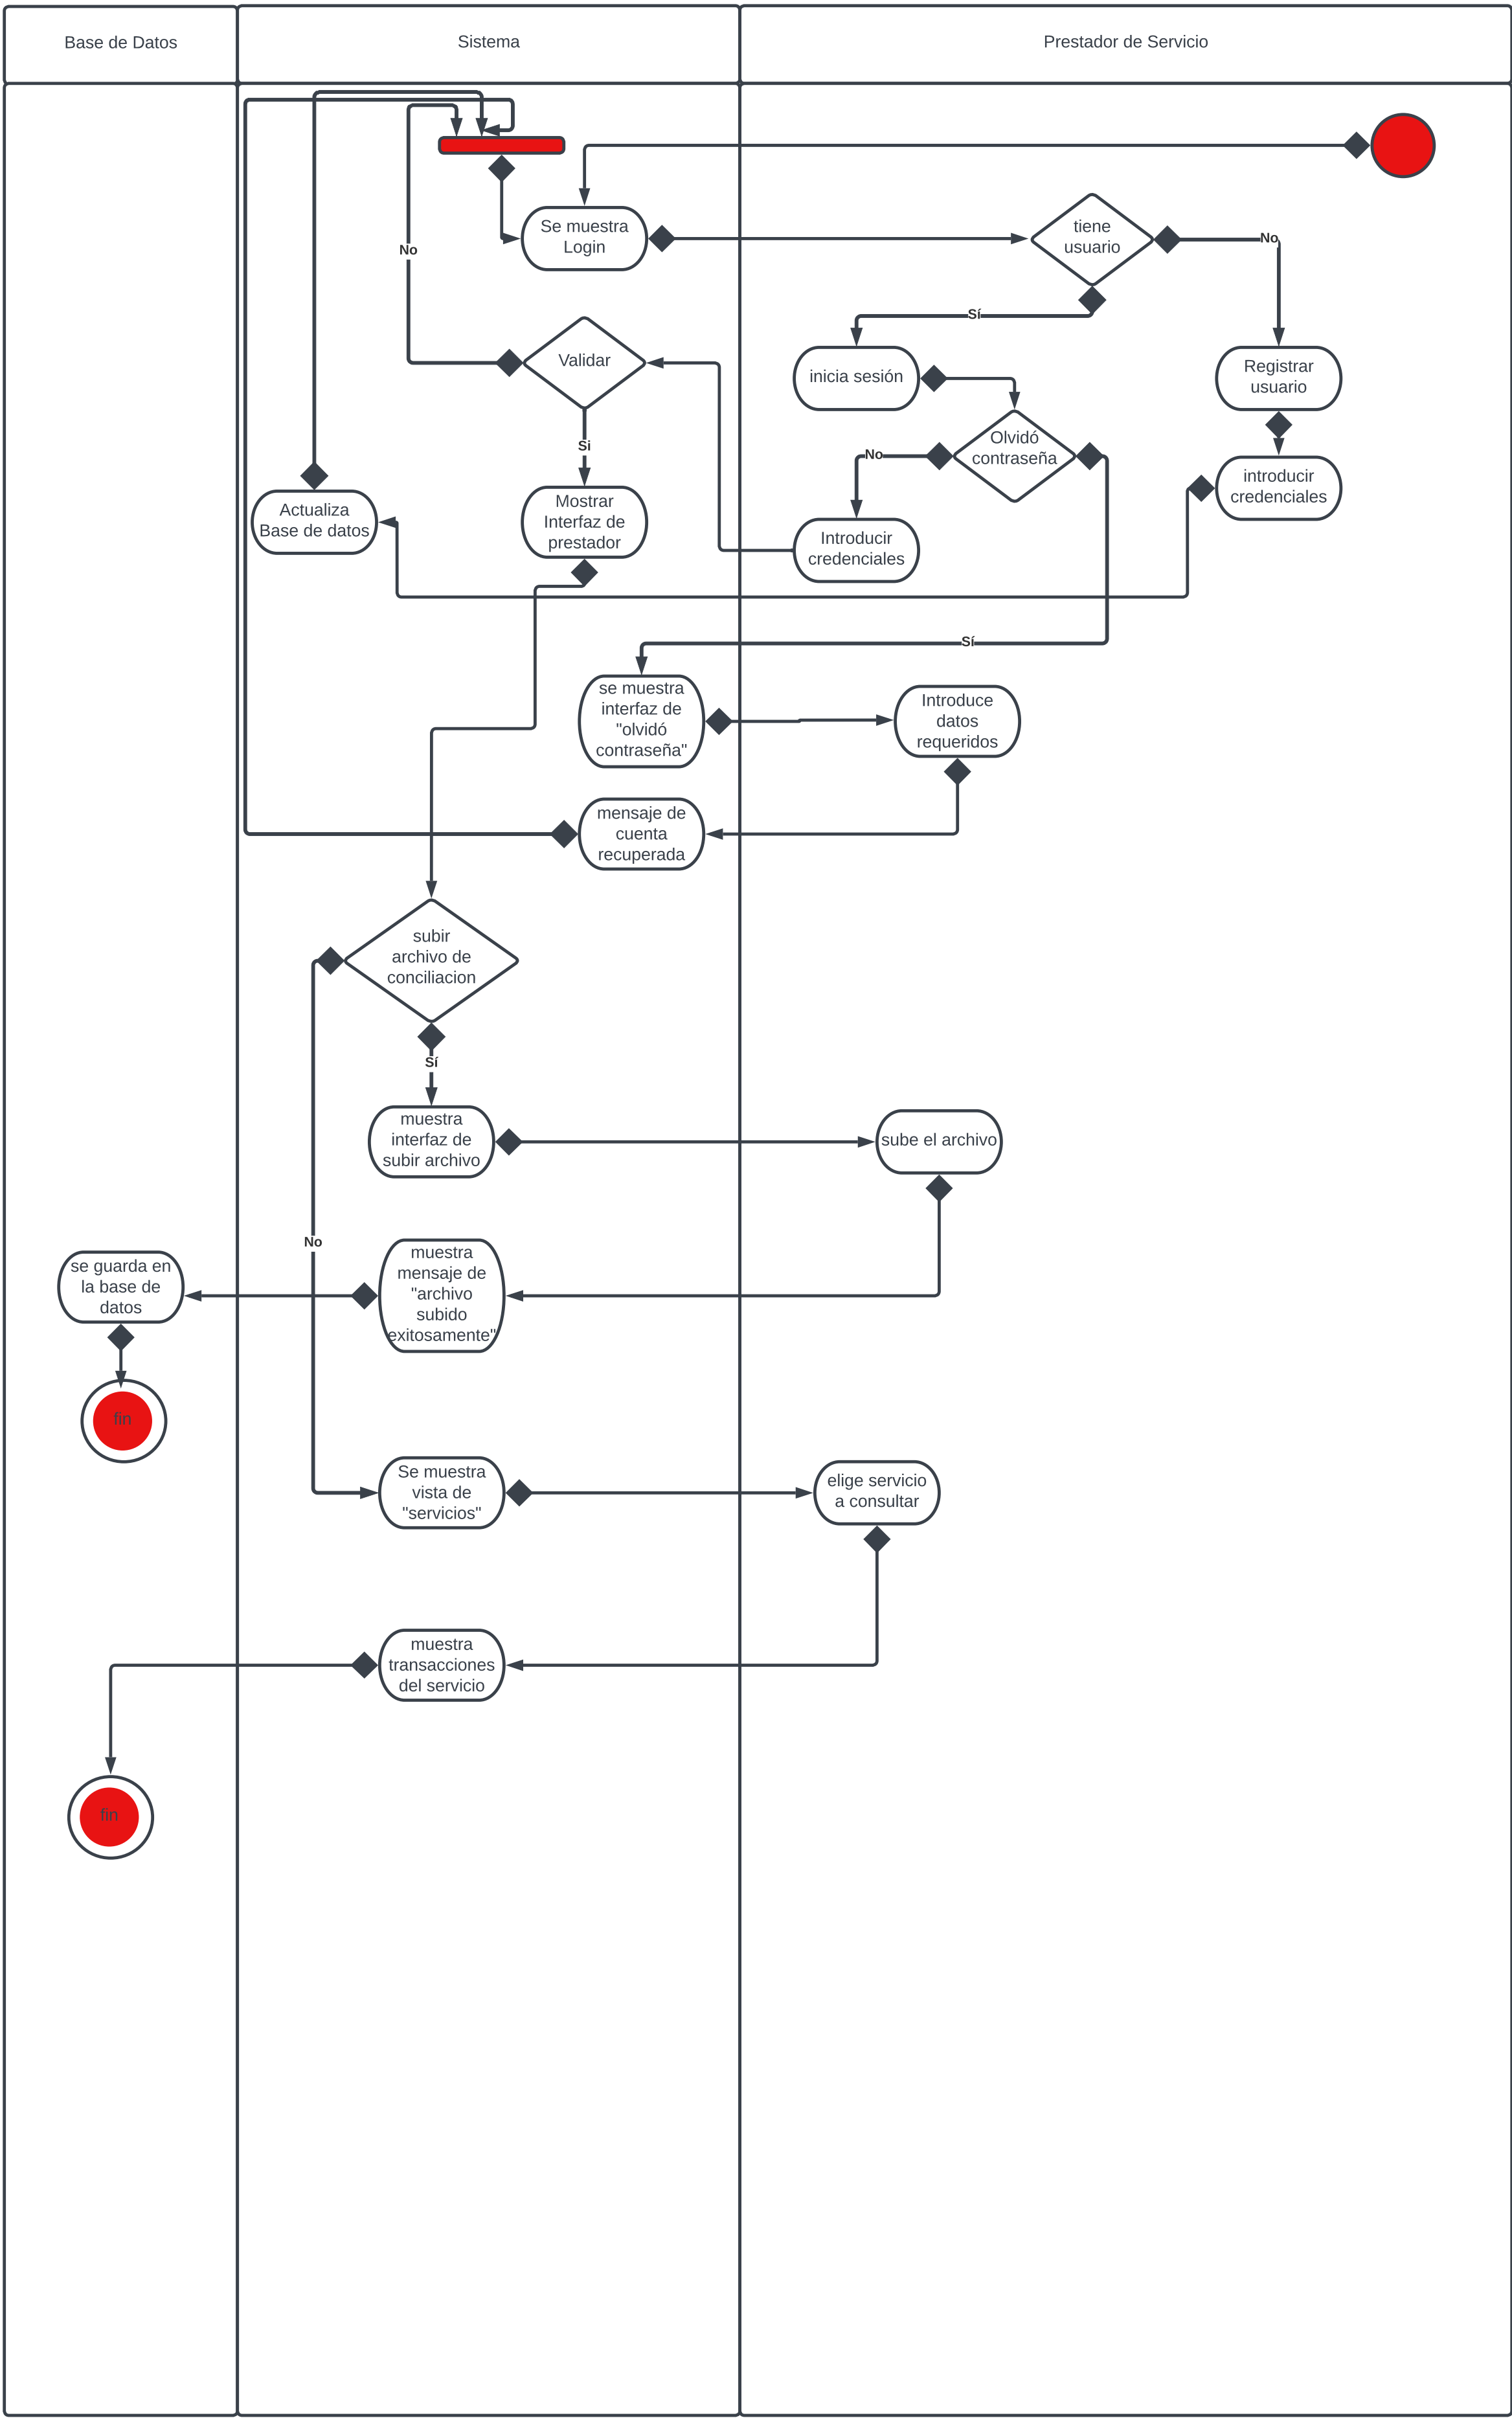 Base de Datos
Sistema
Prestador de Servicio
Se muestra
Login
tiene
usuario
No
No
Sí
Validar
inicia sesión
Registrar
usuario
Si
Olvidó
contraseña
No
Actualiza
Base de datos
Mostrar
Interfaz de
prestador
Introducir
credenciales
introducir
credenciales
Sí
se muestra
interfaz de
"olvidó
contraseña"
Introduce
datos
requeridos
mensaje de
cuenta
recuperada
subir
archivo de
conciliacion
Sí
muestra
interfaz de
subir archivo
sube el archivo
No
se guarda en
la base de
datos
muestra
mensaje de
"archivo
subido
exitosamente"
fin
Se muestra
vista de
"servicios"
elige servicio
a consultar
muestra
transacciones
del servicio
fin